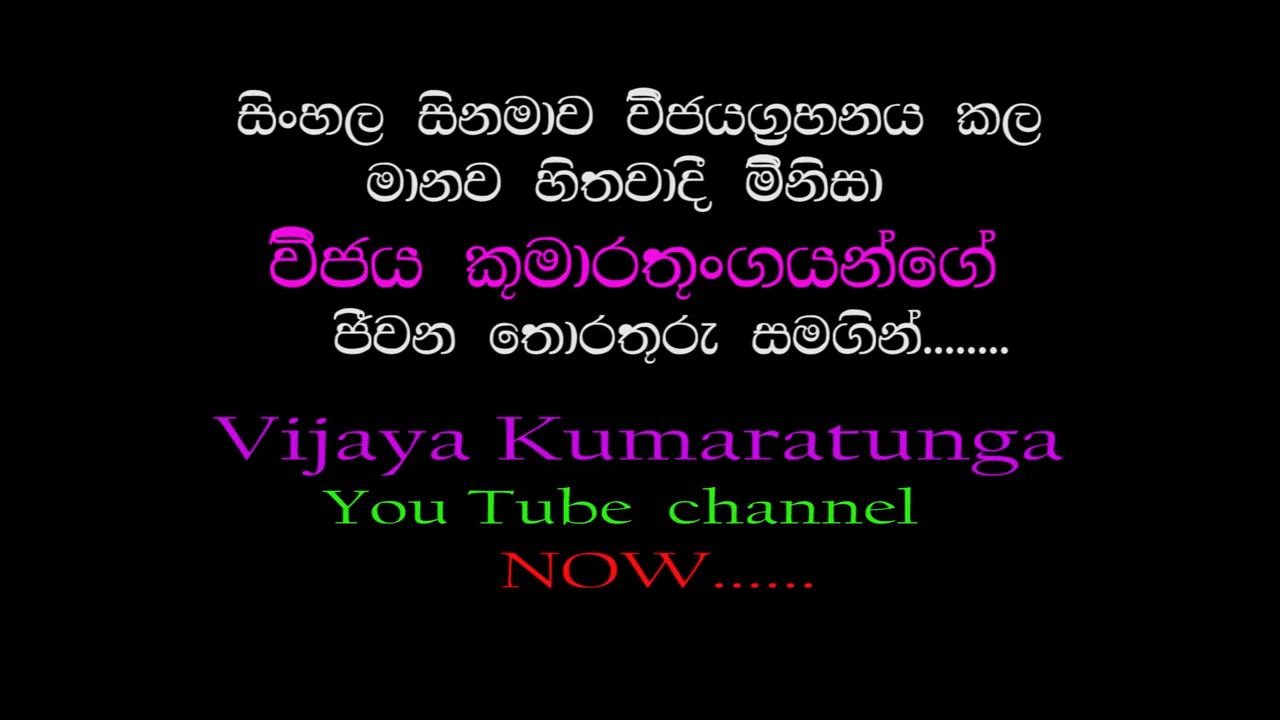 සිංහල සිනමාව විජයග්‍රහනය කල
මානව හිතවාදී මිනිසා
විජය කුමාරතුංගයන්ගේ
ජීවන තොරතුරු සමගින්........
Vijaya Kumaratunga
You Tube channel
NOW......